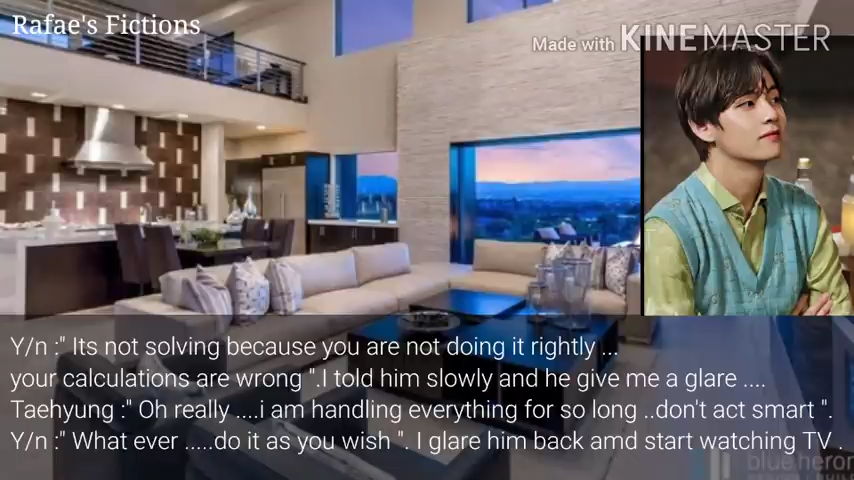 Rafae's Fictions
Made with KINEMASTER
Y/n :" Its not solving because you are not doing it rightly ...
your calculations are wrong ".I told him slowly and he give me a glare ....
Taehyung :" Oh really ....i am handling everything for so long ..don't act smart ".
Y/n :" What ever .....do it as you wish ". I glare him back amd start watching TV .
blue heron